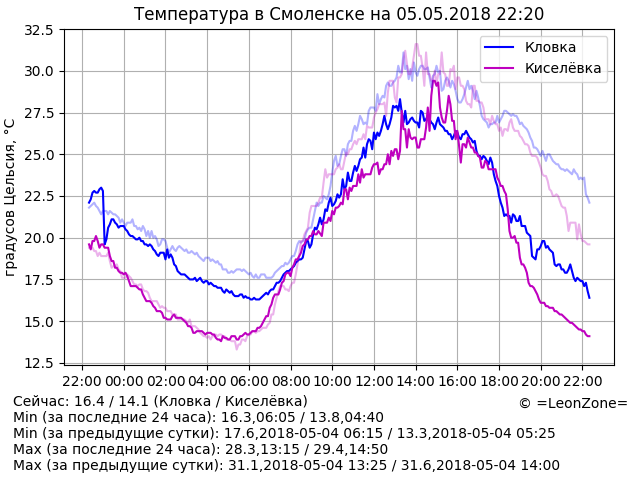 Температура в Смоленске на 05.05.2018 22:20
градусов Цельсия, °C
32.5
30.0
27.5
25.0
22.5
20.0
17.5
15.0
12.5
Кловка
Киселёвка
22:00 00:00 02:00 04:00 06:00 08:00 10:00 12:00 14:00 16:00 18:00 20:00 22:00
Сейчас: 16.4 / 14.1 (Кловка / Киселёвка)
© =LeonZone=
Min (за последние 24 часа): 16.3,06:05 / 13.8,04:40
Min (за предыдущие сутки): 17.6,2018-05-04 06:15 / 13.3,2018-05-04 05:25
Max (за последние 24 часа): 28.3,13:15 / 29.4,14:50
Max (за предыдущие сутки): 31.1,2018-05-04 13:25 / 31.6,2018-05-04 14:00